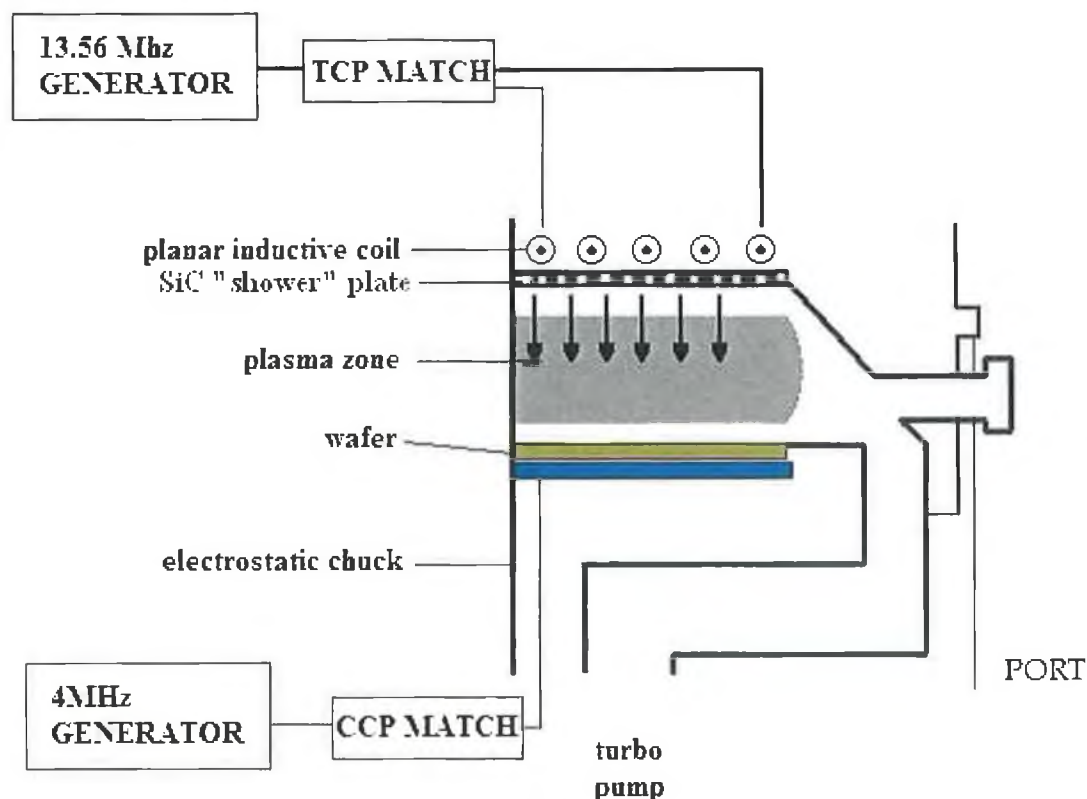 13.56 Mhz
GENERATOR
TCP MATCH
planar inductive coil
SiC "shower" plate
plasma zone
wafer
electrostatic chuck
4MHz
GENERATOR
CCP MATCH
PORT
turbo
pump